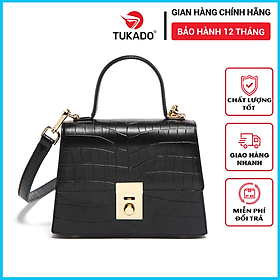 TUKADO®
GIAN HÀNG CHÍNH HÃNG
BẢO HÀNH 12 THÁNG
CHẤT LƯỢNG
TỐT
GIAO HÀNG
NHANH
MIỄN PHÍ
ĐỔI TRẢ